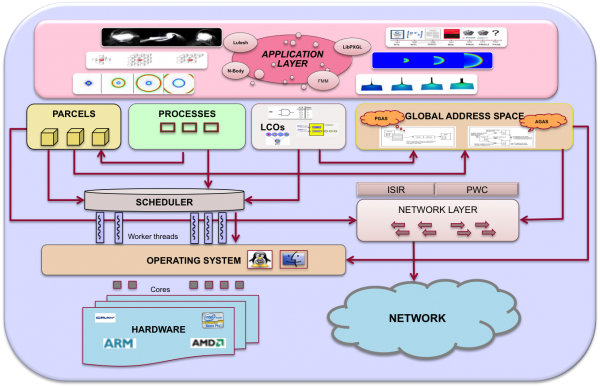 Lulesh
LibPXGL
APPLICATION
LAYER
N-Body
FMM
PARCELS
PROCESSES
LCOs
GLOBAL ADDRESS SPACE
PGAS
AGAS
SCHEDULER
ISIR
PWC
NETWORK LAYER
Worker threads
OPERATING SYSTEM
Cores
HARDWARE
ARM
AMD
NETWORK